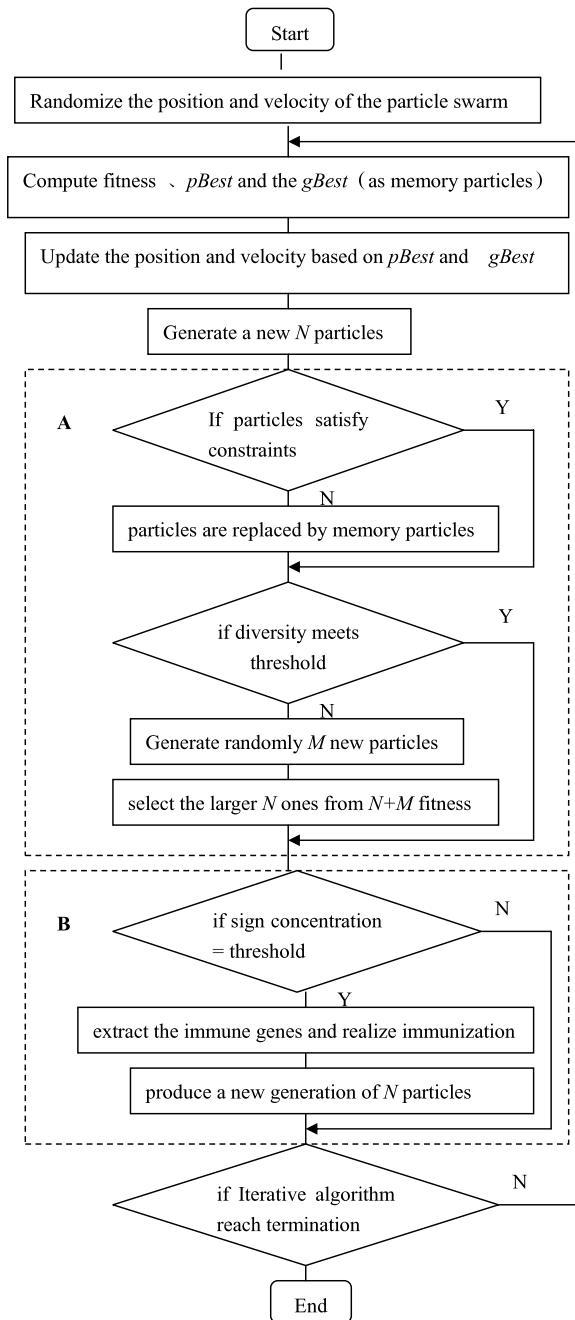 Start
Randomize the position and velocity of the particle swarm
Compute fitness 、pBest and the gBest (as memory particles)
Update the position and velocity based on pBest and gBest
Generate a new N particles
A
If particles satisfy
constraints
Y
N
particles are replaced by memory particles
if diversity meets
threshold
Y
N
Generate randomly M new particles
select the larger N ones from N+M fitness
B
if sign concentration
= threshold
N
Y
extract the immune genes and realize immunization
produce a new generation of N particles
if Iterative algorithm
reach termination
N
End